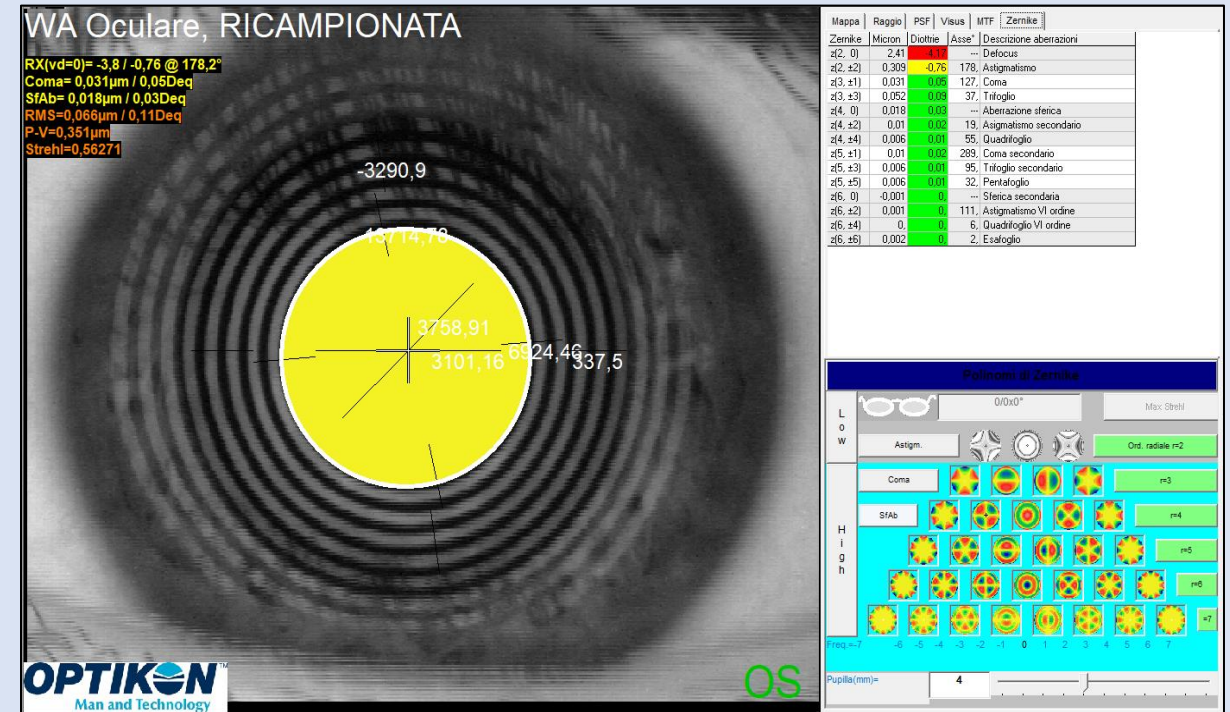 WA Oculare, RICAMPIONATA
RX(vd=0)= -3,8 / -0,76 @ 178,2°
Coma= 0,031µm / 0,05Deq
SfAb= 0,018µm / 0,03Deq
RMS=0,066µm / 0,11Deq
P-V=0,351µm
Strehl=0,56271
-3290,9
3758,91
3101,16
6924,46
337,5
OPTIKON™
Man and Technology
OS
Mappa Raggio PSF Visus MTF Zernike
Zernike Micron Diottrie Asse° Descrizione aberrazioni
z(2, 0) 2,41 -4,17 --- Defocus
z(2, ±2) 0,309 -0,76 178, Astigmatismo
z(3, ±1) 0,031 0,05 127, Coma
z(3, ±3) 0,052 0,09 37, Trifoglio
z(4, 0) 0,018 0,03 --- Aberrazione sferica
z(4, ±2) 0,01 0,02 19, Asigmatismo secondario
z(4, ±4) 0,006 0,01 55, Quadrifoglio
z(5, ±1) 0,01 0,02 289, Coma secondario
z(5, ±3) 0,006 0,01 95, Trifoglio secondario
z(5, ±5) 0,006 0,01 32, Pentafoglio
z(6, 0) -0,001 0, --- Sferica secondaria
z(6, ±2) 0,001 0, 111, Astigmatismo VI ordine
z(6, ±4) 0, 0, 6, Quadrifoglio VI ordine
z(6, ±6) 0,002 0, 2, Esafoglio
Polinomi di Zernike
Low
0/0x0°
Max Strehl
Astigm.
Ord. radiale r=2
High
Coma
r=3
SfAb
r=4
r=5
r=6
=7
Freq.=-7 -6 -5 -4 -3 -2 -1 0 1 2 3 4 5 6 7
Pupilla(mm)= 4